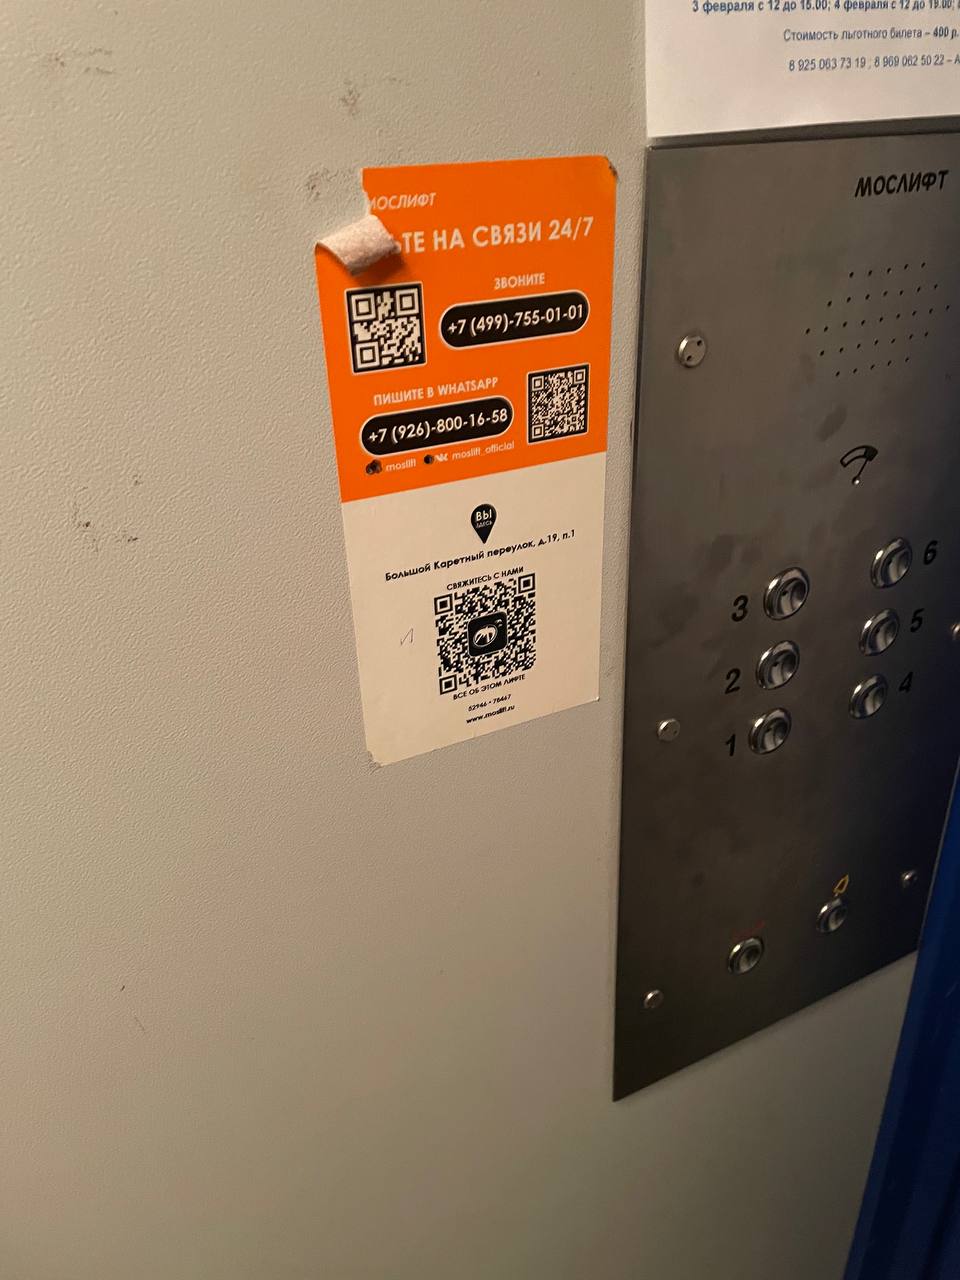 3 февраля с 12 до 15.00; 4 февраля с 12 до 19.00;
Стоимость льготного билета – 400 р.
8 925 063 73 19 ; 8 969 062 50 22 – А
МОСЛИФТ
МОСЛИФТ
ЬТЕ НА СВЯЗИ 24/7
ЗВОНИТЕ
+7 (499)-755-01-01
ПИШИТЕ В WHATSAPP
+7 (926)-800-16-58
moslift moslift_official
ВЫ
ЗДЕСЬ
Большой Каретный переулок, д.19, п.1
СВЯЖИТЕСЬ С НАМИ
ВСЕ ОБ ЭТОМ ЛИФТЕ
52946 • 78467
www.moslift.ru
3 6
2 5
1 4